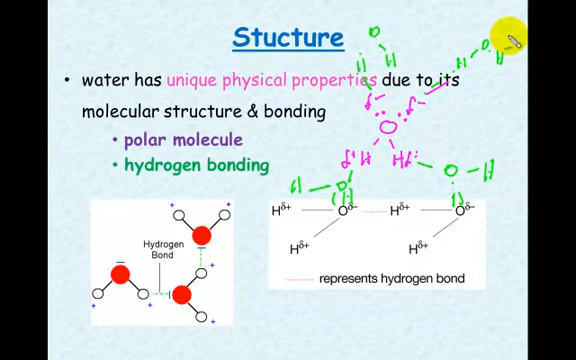 Stucture
• water has unique physical properties due to its
molecular structure & bonding
• polar molecule
• hydrogen bonding
O
H H
O
H H
δ- δ-
O
δ+ H H δ+
H O
O H
Hydrogen
Bond
Hδ+ Oδ- Hδ+ Oδ-
Hδ+ Hδ+
represents hydrogen bond